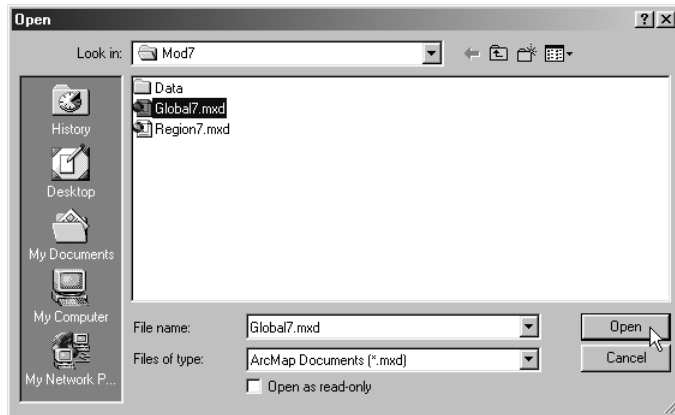 Open
Look in: Mod7
History
Desktop
My Documents
My Computer
My Network P...
Data
Global7.mxd
Region7.mxd
File name: Global7.mxd Open
Files of type: ArcMap Documents (*.mxd) Cancel
Open as read-only